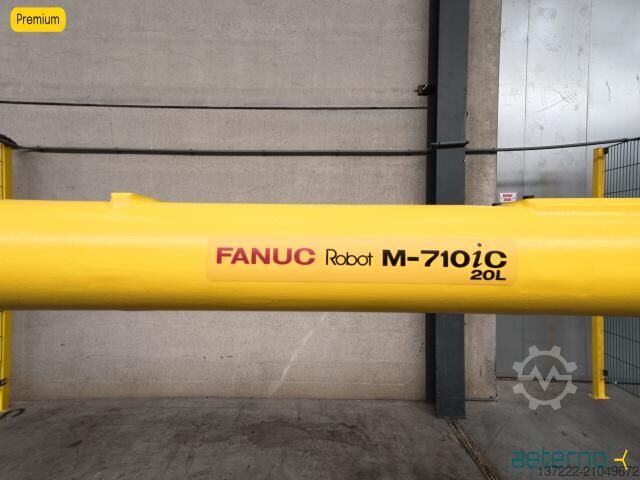 Premium
FANUC Robot M-710iC
20L
aeterno
137222-21049672